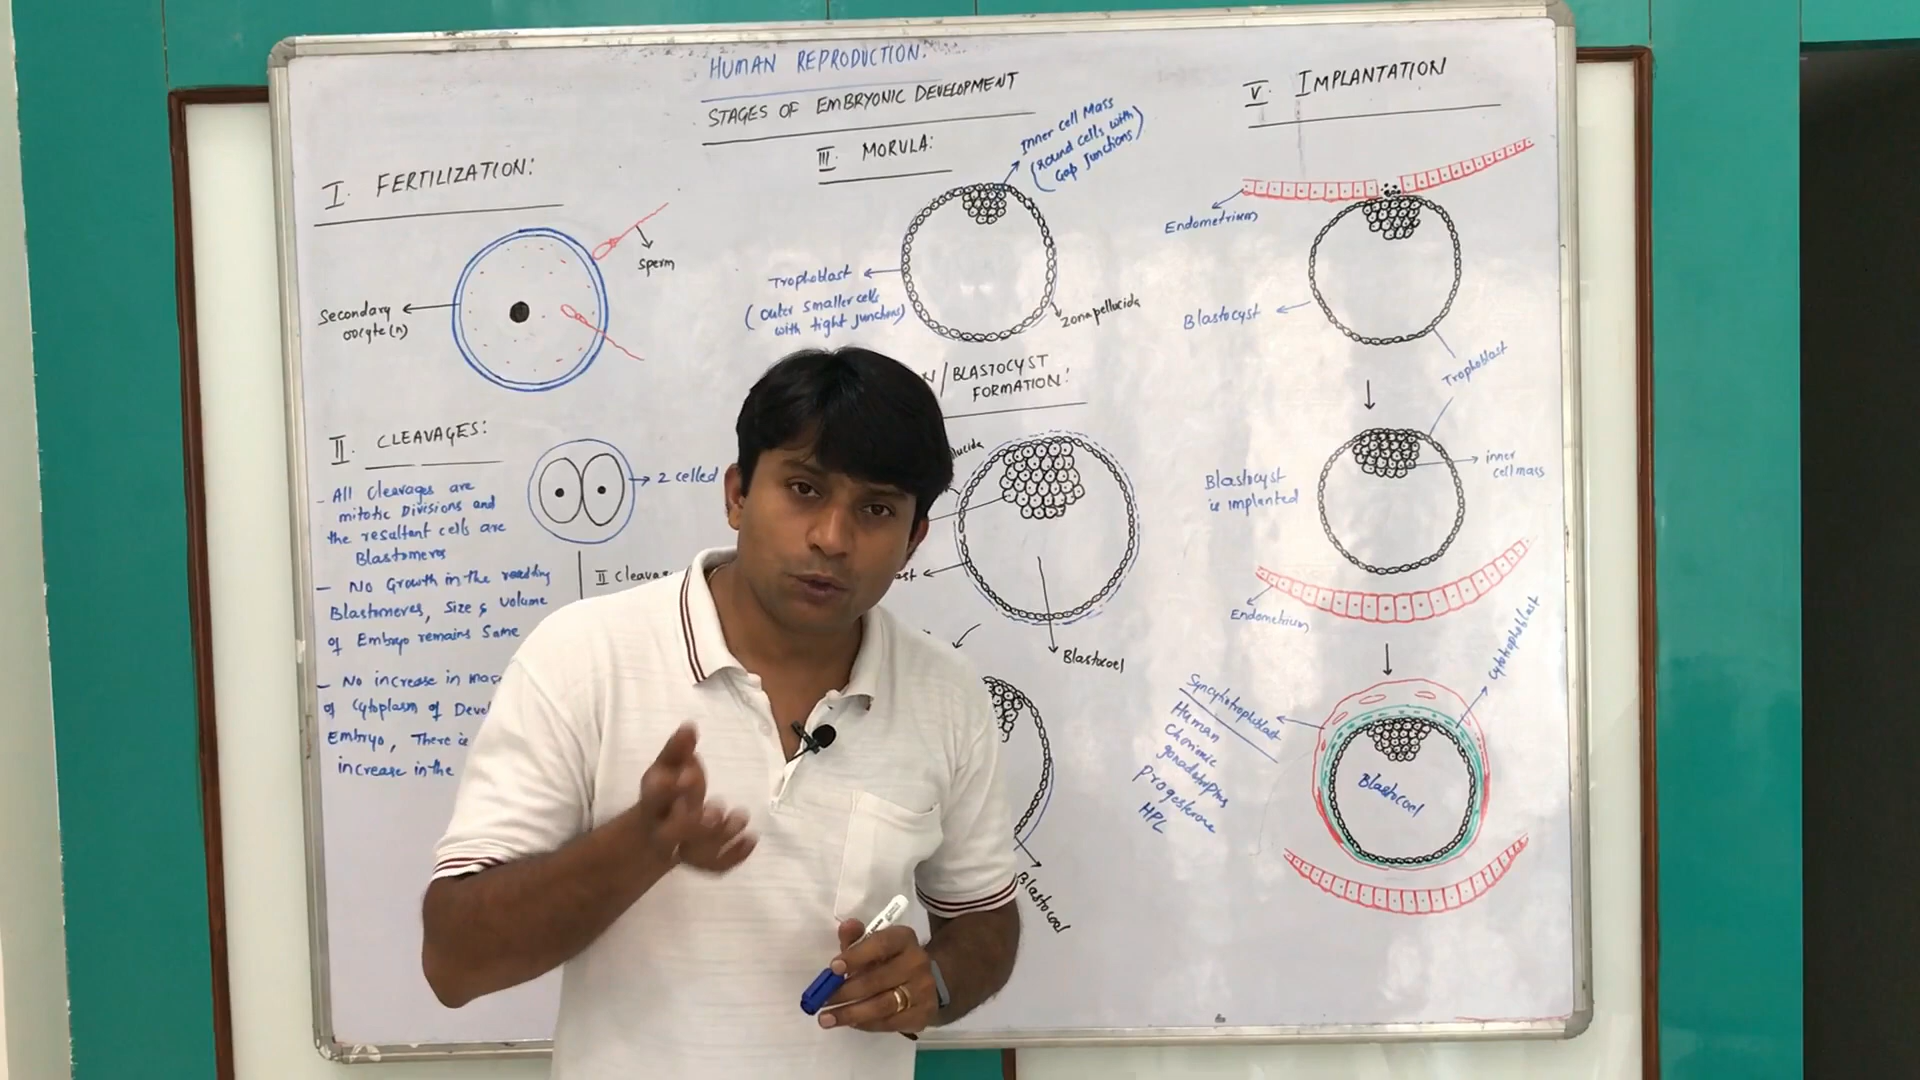 HUMAN REPRODUCTION:
STAGES OF EMBRYONIC DEVELOPMENT
I. FERTILIZATION:
sperm
Secondary
oocyte (n)
II. CLEAVAGES:
- All Cleavages are
mitotic Divisions and
the resultant cells are
Blastomeres
- No Growth in the resulting
Blastomeres, Size & Volume
of Embryo remains Same
- No increase in mas
of Cytoplasm of Devel
Embryo, There is
increase in the
2 celled
II Cleavag
III. MORULA:
Inner cell Mass
(round cells with
Gap Junctions)
Trophoblast
(Outer smaller cells
with tight Junctions)
Zona pellucida
N/BLASTOCYST
FORMATION:
lucida
ast
Blastocoel
Blastocoel
V. IMPLANTATION
Endometrium
Blastocyst
Trophoblast
inner
cell mass
Blastocyst
is implanted
Endometrium
Cytotrophoblast
Syncytiotrophoblast
Human
Chorionic
gonadotropins
Progesterone
HPL
Blastocoel